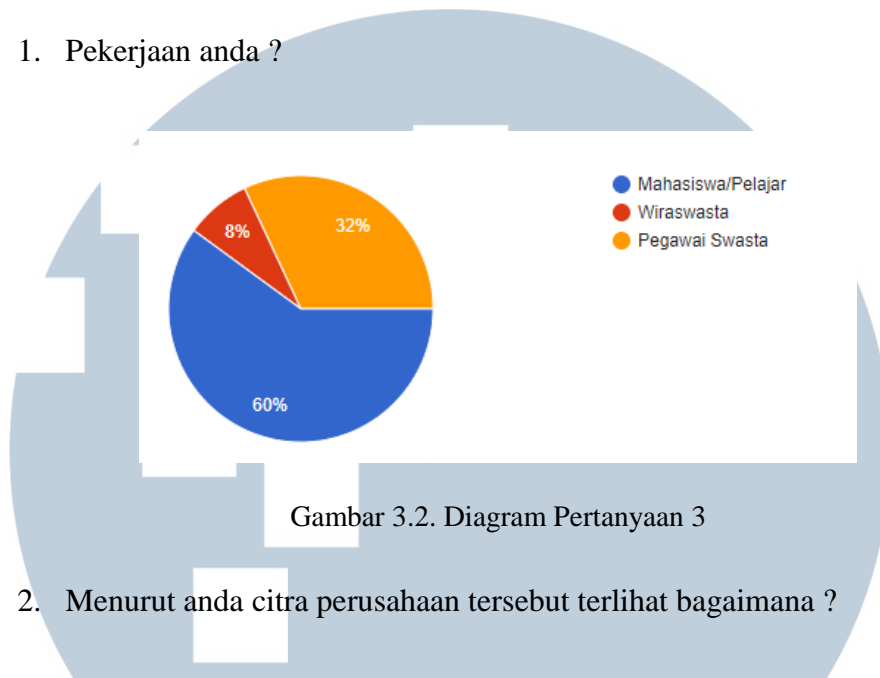 1. Pekerjaan anda ?
Mahasiswa/Pelajar
Wiraswasta
Pegawai Swasta
8%
32%
60%
Gambar 3.2. Diagram Pertanyaan 3
2. Menurut anda citra perusahaan tersebut terlihat bagaimana ?